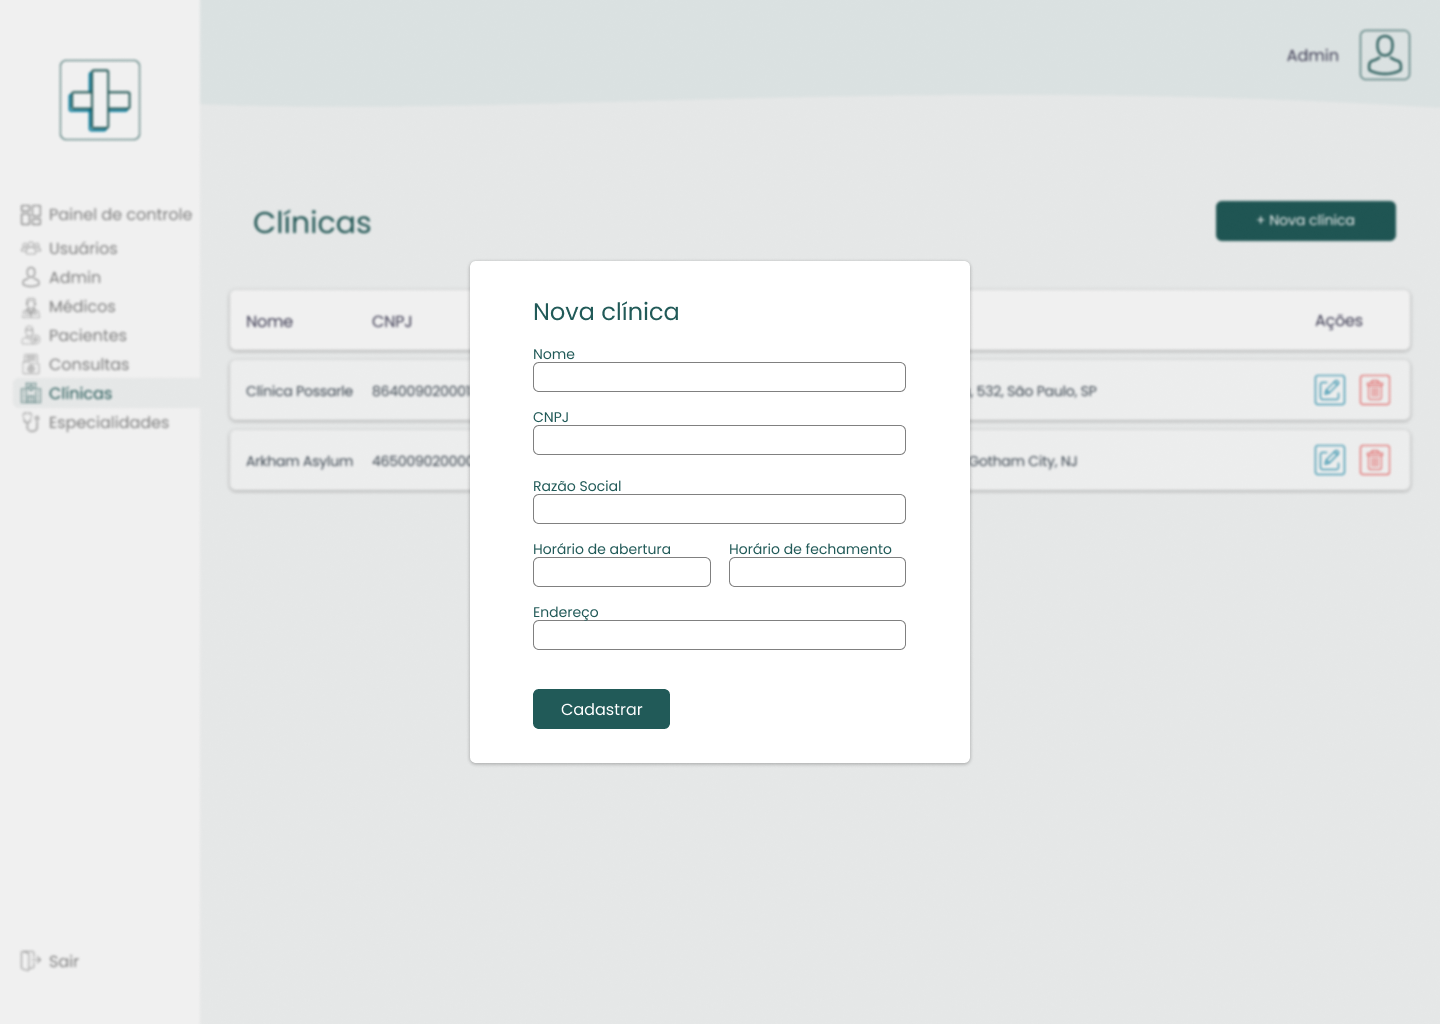 Admin
Painel de controle
Usuários
Admin
Médicos
Pacientes
Consultas
Clínicas
Especialidades
Sair
Clínicas
+ Nova clínica
Nome CNPJ Ações
Clínica Possarle 8640090200001 , 532, São Paulo, SP
Arkham Asylum 465009020000 Gotham City, NJ
Nova clínica
Nome
CNPJ
Razão Social
Horário de abertura Horário de fechamento
Endereço
Cadastrar